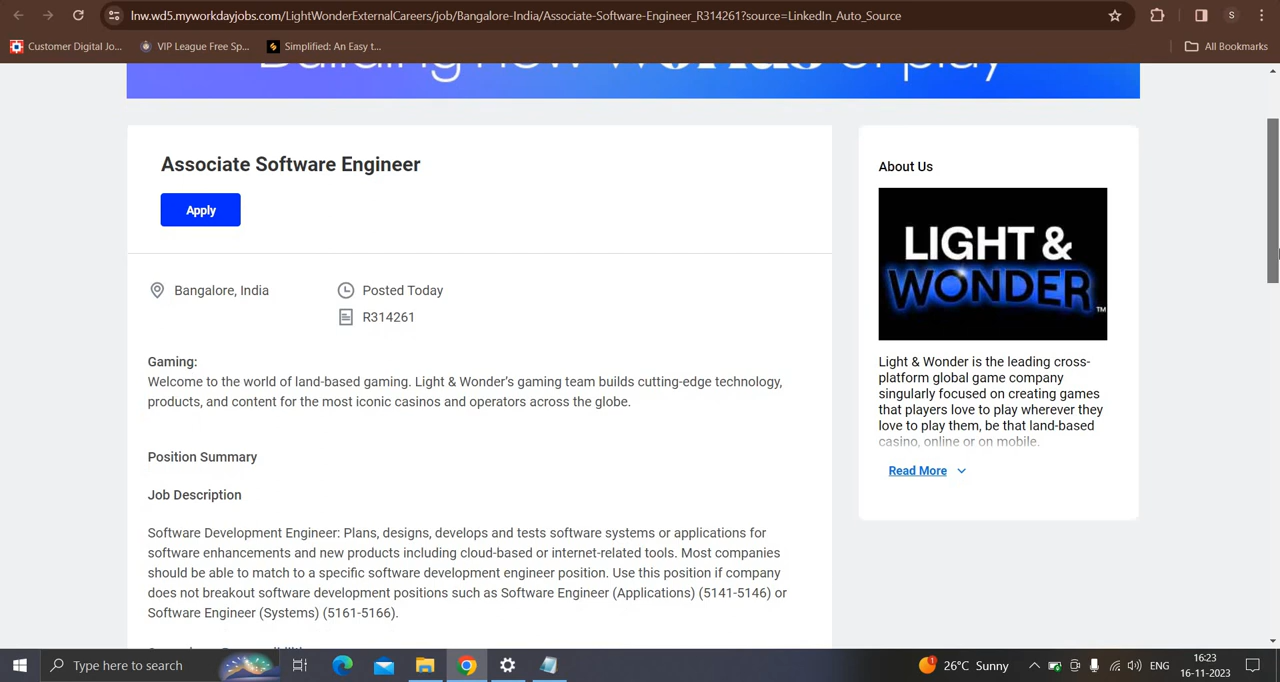 lnw.wd5.myworkdayjobs.com/LightWonderExternalCareers/job/Bangalore-India/Associate-Software-Engineer_R314261?source=LinkedIn_Auto_Source
S
Customer Digital Jo...
VIP League Free Sp...
Simplified: An Easy t...
All Bookmarks
Building new worlds of play
Associate Software Engineer
Apply
Bangalore, India
Posted Today
R314261
Gaming:
Welcome to the world of land-based gaming. Light & Wonder's gaming team builds cutting-edge technology,
products, and content for the most iconic casinos and operators across the globe.
Position Summary
Job Description
Software Development Engineer: Plans, designs, develops and tests software systems or applications for
software enhancements and new products including cloud-based or internet-related tools. Most companies
should be able to match to a specific software development engineer position. Use this position if company
does not breakout software development positions such as Software Engineer (Applications) (5141-5146) or
Software Engineer (Systems) (5161-5166).
About Us
LIGHT &
WONDER™
Light & Wonder is the leading cross-
platform global game company
singularly focused on creating games
that players love to play wherever they
love to play them, be that land-based
casino, online or on mobile.
Read More
Type here to search
1
26°C Sunny
ENG
16:23
16-11-2023